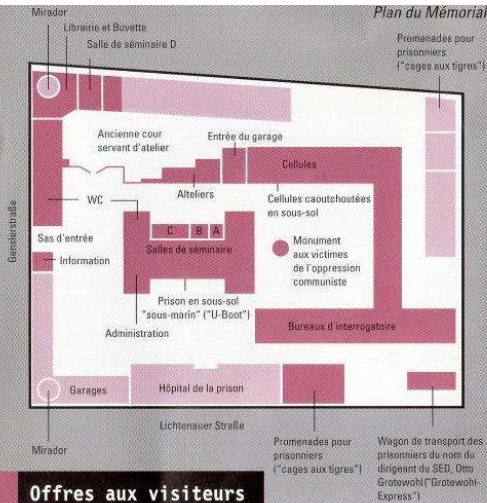 Plan du Mémorial
Mirador
Librairie et Buvette
Salle de séminaire D
Promenades pour
prisonniers
("cages aux tigres")
Ancienne cour
servant d'atelier
Entrée du garage
Cellules
Alteliers
Cellules caoutchoutées
en sous-sol
WC
C B A
Salles de séminaire
Genslerstraße
Sas d'entrée
Information
Monument
aux victimes
de l'oppression
communiste
Prison en sous-sol
"sous-marin" ("U-Boot")
Administration
Bureaux d'interrogatoire
Garages
Hôpital de la prison
Lichtenauer Straße
Mirador
Promenades pour
prisonniers
("cages aux tigres")
Wagon de transport des
prisonniers du nom du
dirigeant du SED, Otto
Grotewohl("Grotewohl-
Express")
Offres aux visiteurs